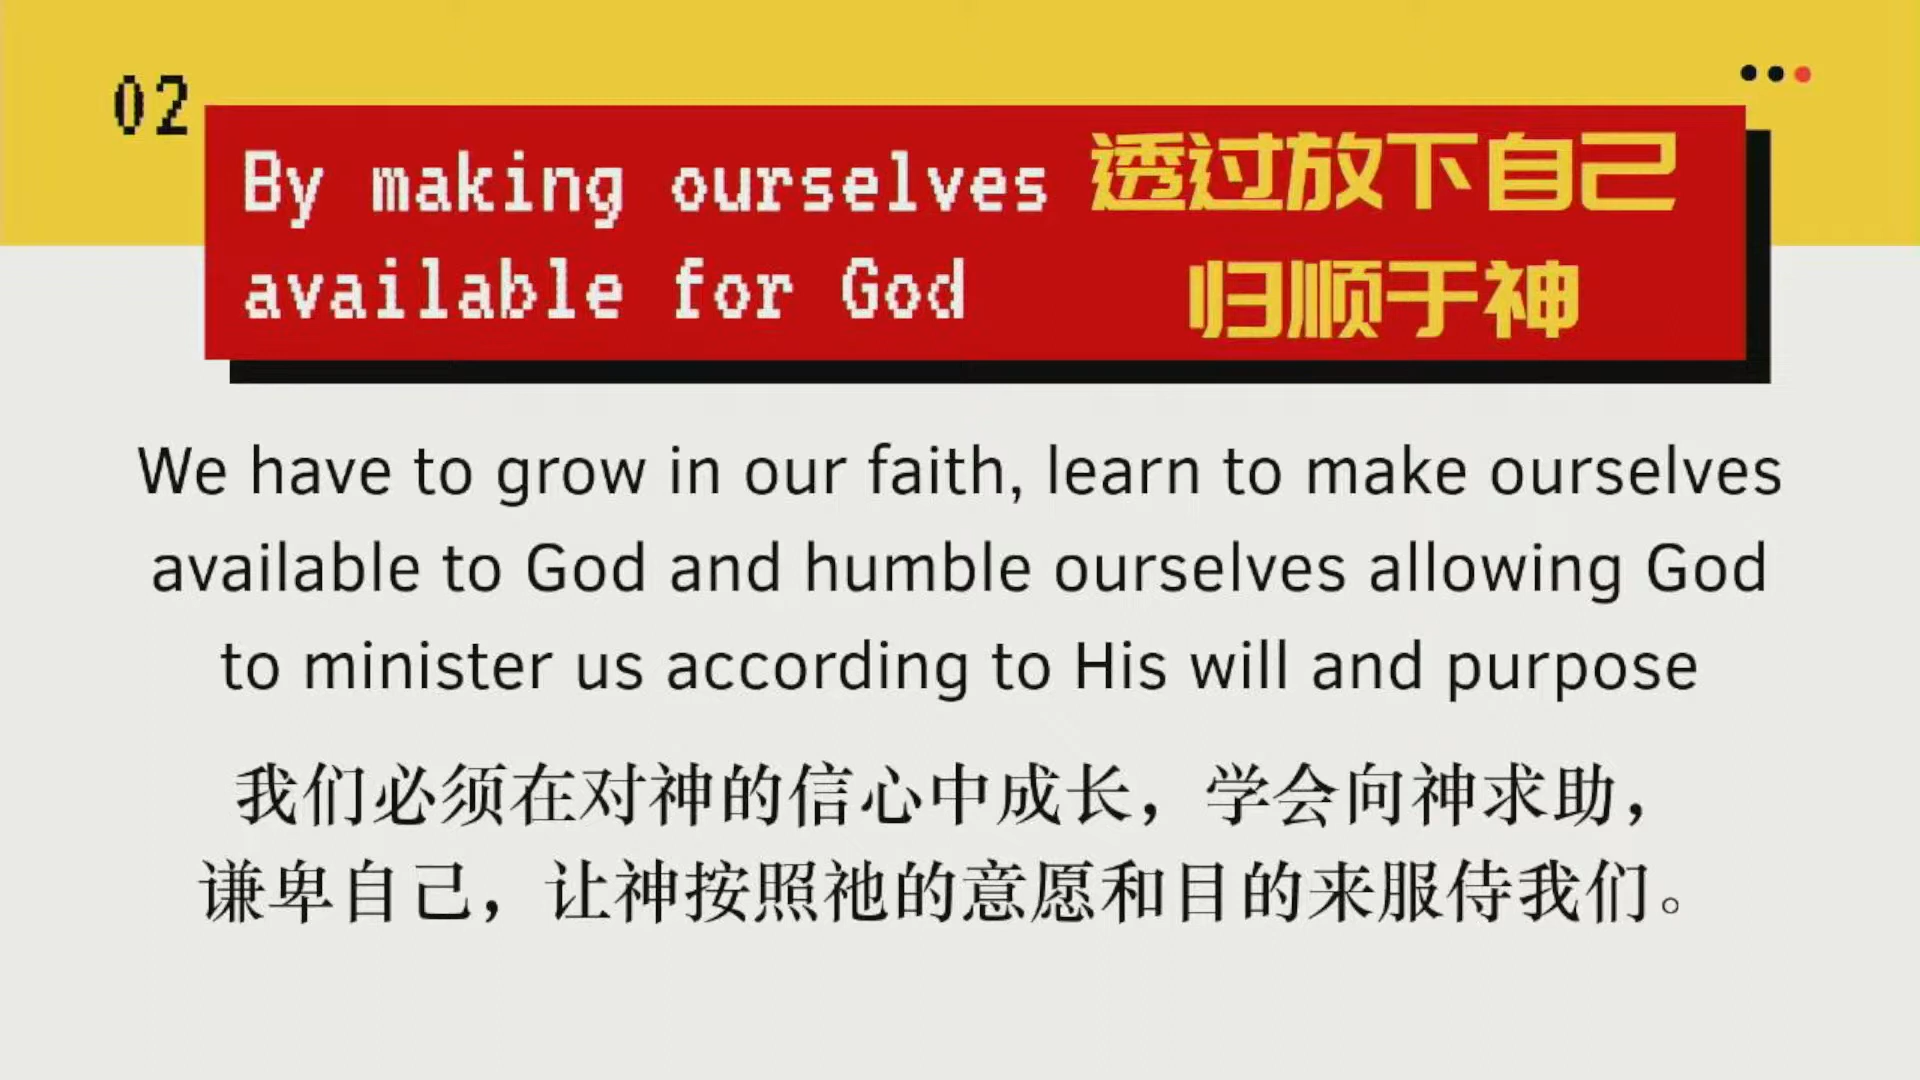 02
By making ourselves
available for God
透过放下自己
归顺于神
We have to grow in our faith, learn to make ourselves
available to God and humble ourselves allowing God
to minister us according to His will and purpose
我们必须在对神的信心中成长，学会向神求助，
谦卑自己，让神按照祂的意愿和目的来服侍我们。